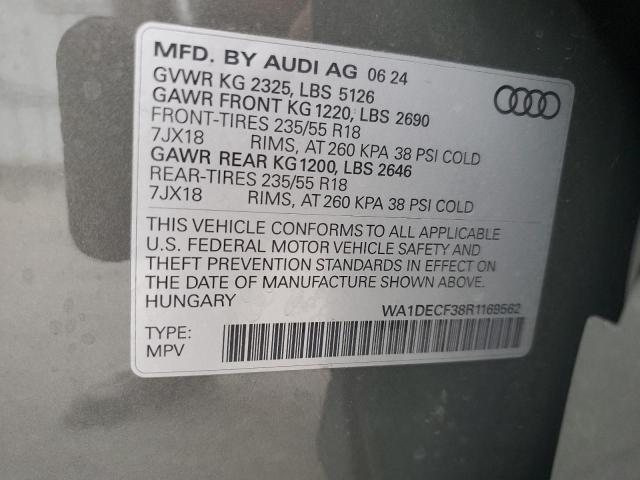 MFD. BY AUDI AG 06 24
GVWR KG 2325, LBS 5126
GAWR FRONT KG 1220, LBS 2690
FRONT-TIRES 235/55 R18
7JX18 RIMS, AT 260 KPA 38 PSI COLD
GAWR REAR KG 1200, LBS 2646
REAR-TIRES 235/55 R18
7JX18 RIMS, AT 260 KPA 38 PSI COLD
THIS VEHICLE CONFORMS TO ALL APPLICABLE
U.S. FEDERAL MOTOR VEHICLE SAFETY AND
THEFT PREVENTION STANDARDS IN EFFECT ON
THE DATE OF MANUFACTURE SHOWN ABOVE.
HUNGARY
WA1DECF38R1169562
TYPE:
MPV